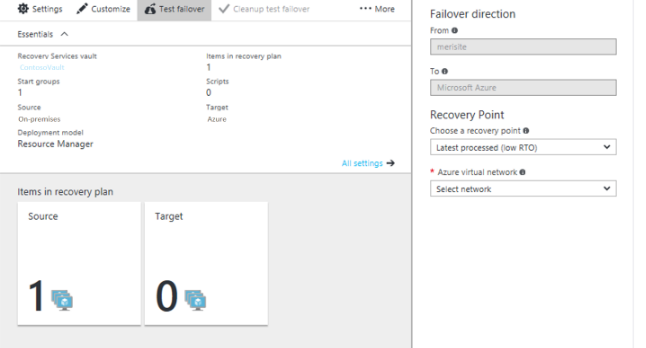 Settings Customize Test failover Cleanup test failover ··· More
Essentials
Recovery Services vault
ContosoVault
Items in recovery plan
1
Start groups
1
Scripts
0
Source
On-premises
Target
Azure
Deployment model
Resource Manager
All settings →
Items in recovery plan
Source
1
Target
0
Failover direction
From
merisite
To
Microsoft Azure
Recovery Point
Choose a recovery point
Latest processed (low RTO)
* Azure virtual network
Select network